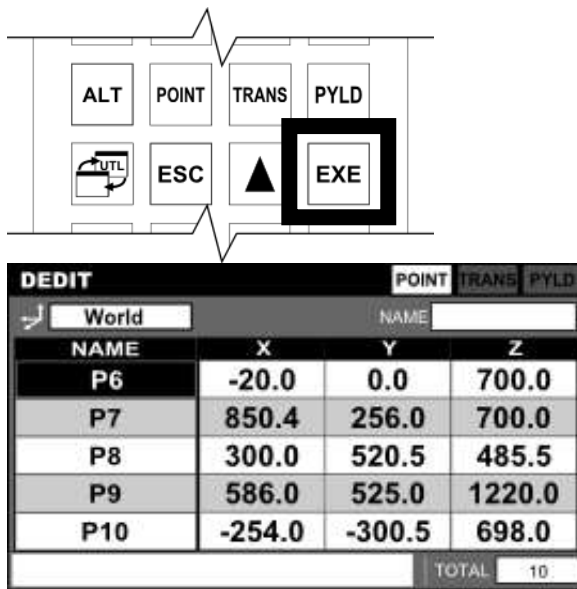 ALT POINT TRANS PYLD
UTL ESC EXE
DEDIT POINT TRANS PYLD
World NAME
NAME X Y Z
P6 -20.0 0.0 700.0
P7 850.4 256.0 700.0
P8 300.0 520.5 485.5
P9 586.0 525.0 1220.0
P10 -254.0 -300.5 698.0
TOTAL 10